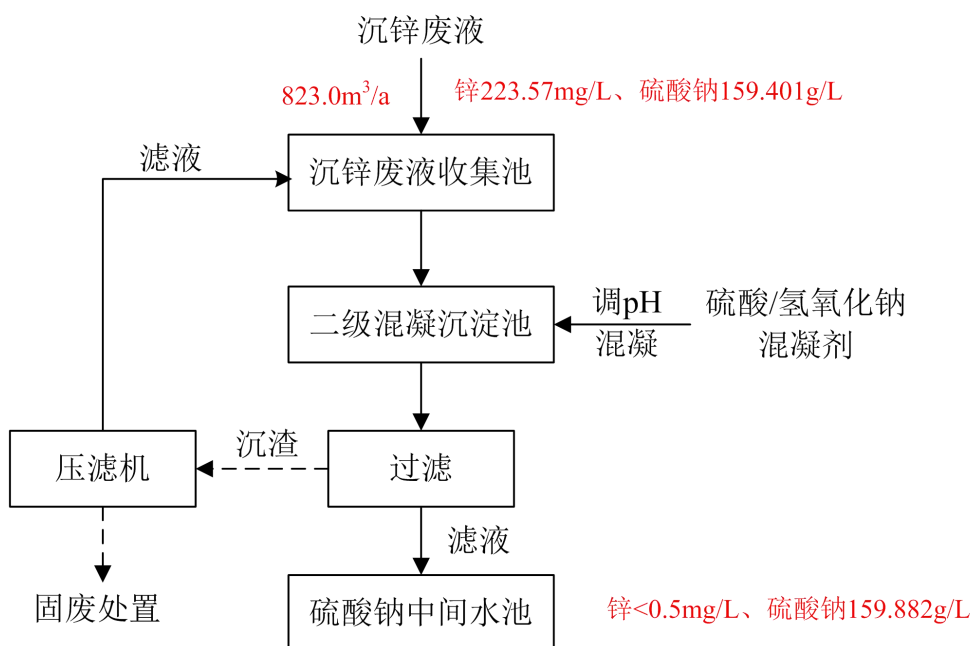 沉锌废液
823.0m³/a
锌223.57mg/L、硫酸钠159.401g/L
滤液
沉锌废液收集池
二级混凝沉淀池
调pH
混凝
硫酸/氢氧化钠
混凝剂
压滤机
沉渣
过滤
滤液
固废处置
硫酸钠中间水池
锌<0.5mg/L、硫酸钠159.882g/L